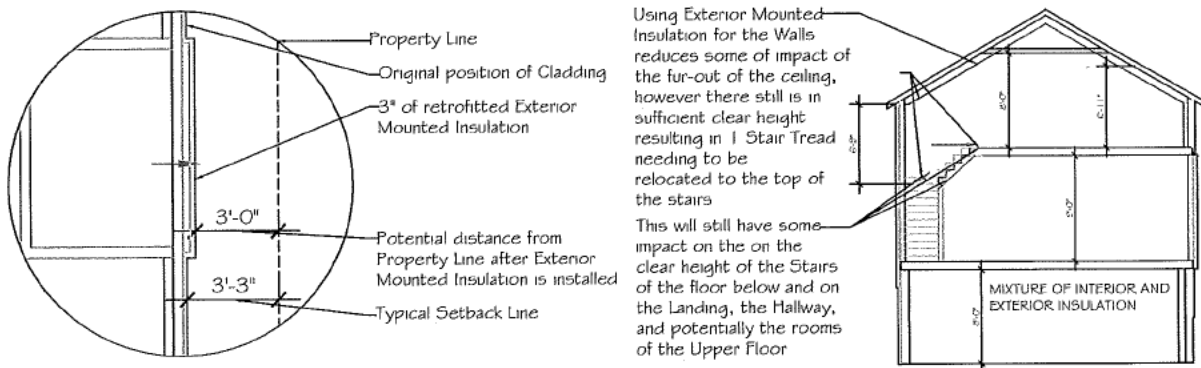 Property Line
Original position of Cladding
3" of retrofitted Exterior
Mounted Insulation
3'-0"
Potential distance from
Property Line after Exterior
Mounted Insulation is installed
3'-3"
Typical Setback Line
Using Exterior Mounted
Insulation for the Walls
reduces some of impact of
the fur-out of the ceiling,
however there still is in
sufficient clear height
resulting in 1 Stair Tread
needing to be
relocated to the top of
the stairs
This will still have some
impact on the on the
clear height of the Stairs
of the floor below and on
the Landing, the Hallway,
and potentially the rooms
of the Upper Floor
MIXTURE OF INTERIOR AND
EXTERIOR INSULATION